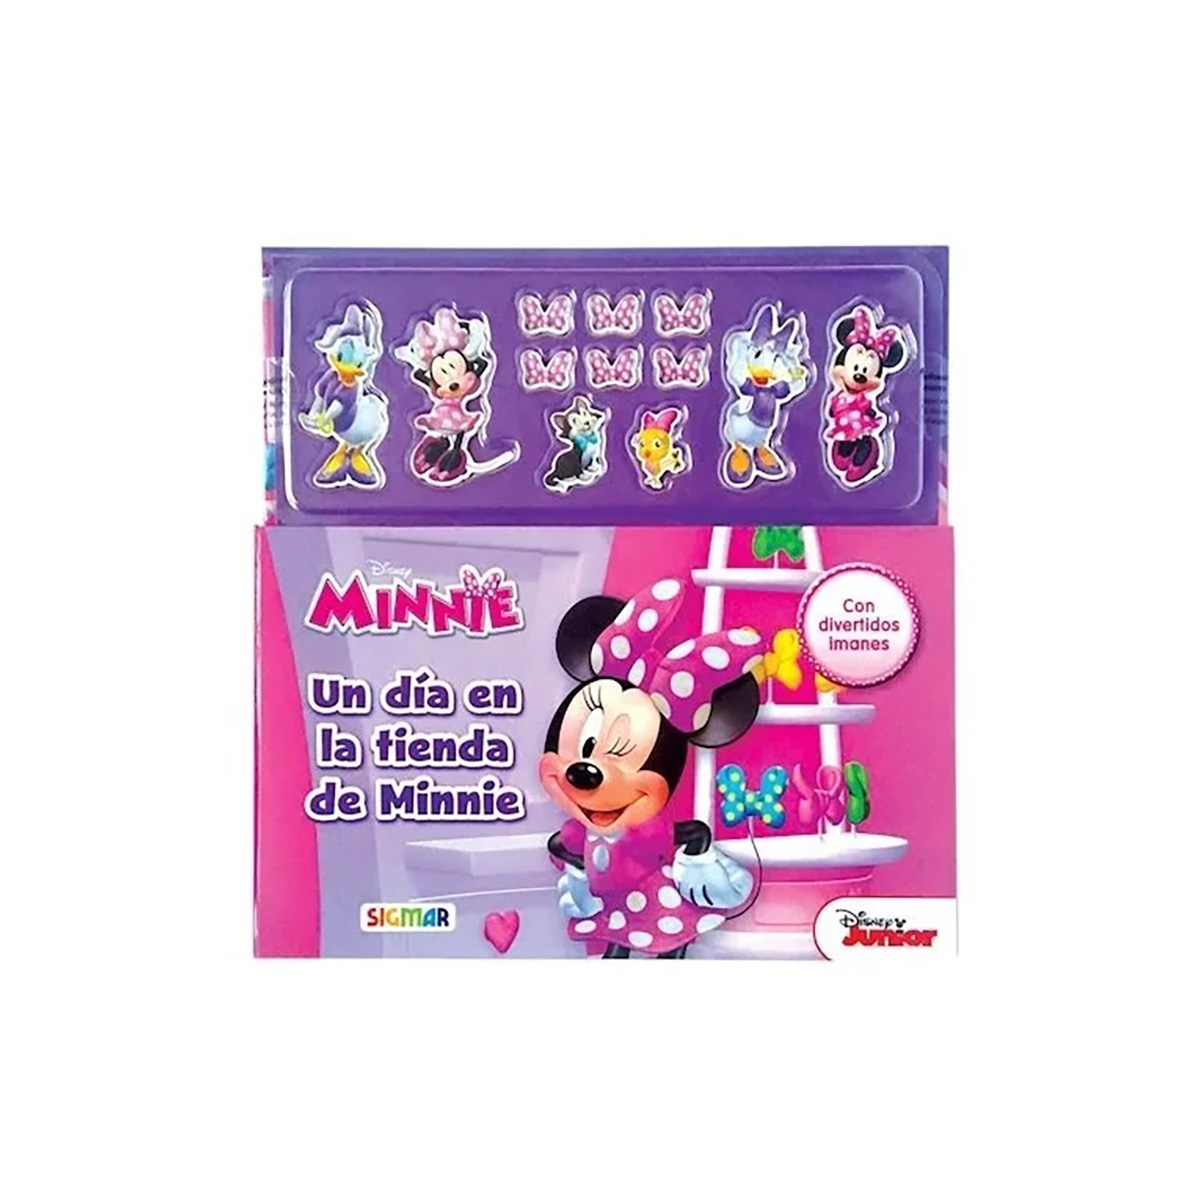 Disney
MINNIE
Un día en
la tienda
de Minnie
Con
divertidos
imanes
SIGMAR
Disney
Junior